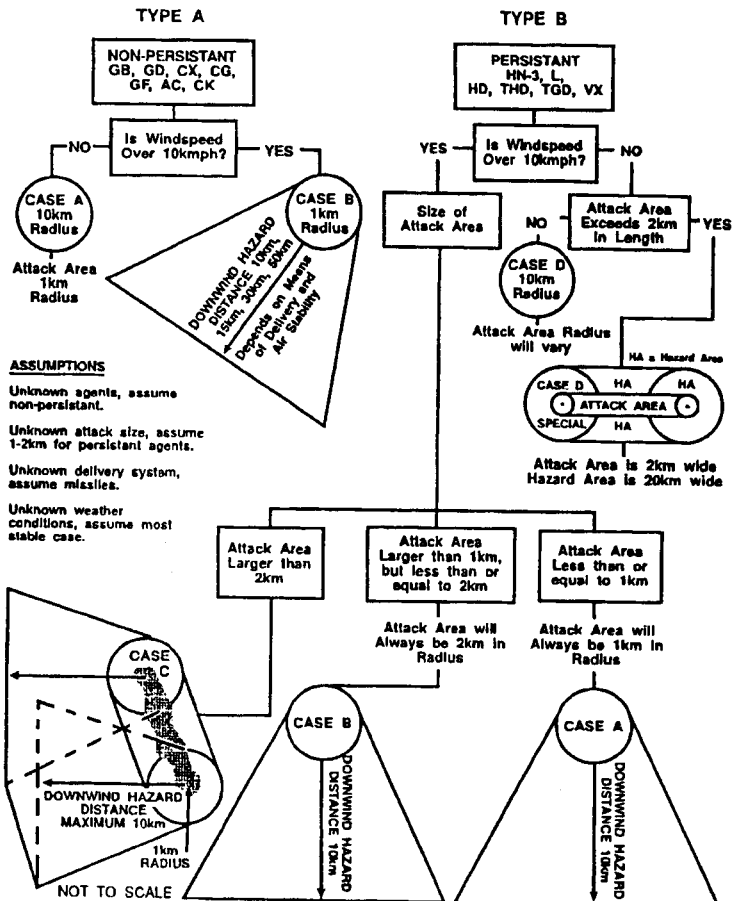 TYPE A
NON-PERSISTANT
GB, GD, CX, CG,
GF, AC, CK
Is Windspeed
Over 10kmph?
NO
YES
CASE A
10km
Radius
Attack Area
1km
Radius
CASE B
1km
Radius
DOWNWIND HAZARD
DISTANCE 10km,
15km, 30km, 50km
Depends on Means
of Delivery and
Air Stability
TYPE B
PERSISTANT
HN-3, L,
HD, THD, TGD, VX
Is Windspeed
Over 10kmph?
YES
NO
Size of
Attack Area
Attack Area
Exceeds 2km
in Length
NO
YES
CASE D
10km
Radius
Attack Area Radius
will vary
HA = Hazard Area
CASE D
HA
HA
ATTACK AREA
SPECIAL
HA
Attack Area is 2km wide
Hazard Area is 20km wide
ASSUMPTIONS
Unknown agents, assume
non-persistant.
Unknown attack size, assume
1-2km for persistant agents.
Unknown delivery system,
assume missiles.
Unknown weather
conditions, assume most
stable case.
Attack Area
Larger than
2km
Attack Area
Larger than 1km,
but less than or
equal to 2km
Attack Area
Less than or
equal to 1km
Attack Area will
Always be 2km in
Radius
Attack Area will
Always be 1km in
Radius
CASE
C
DOWNWIND HAZARD
DISTANCE
MAXIMUM 10km
1km
RADIUS
NOT TO SCALE
CASE B
DOWNWIND HAZARD
DISTANCE 10km
CASE A
DOWNWIND HAZARD
DISTANCE 10km